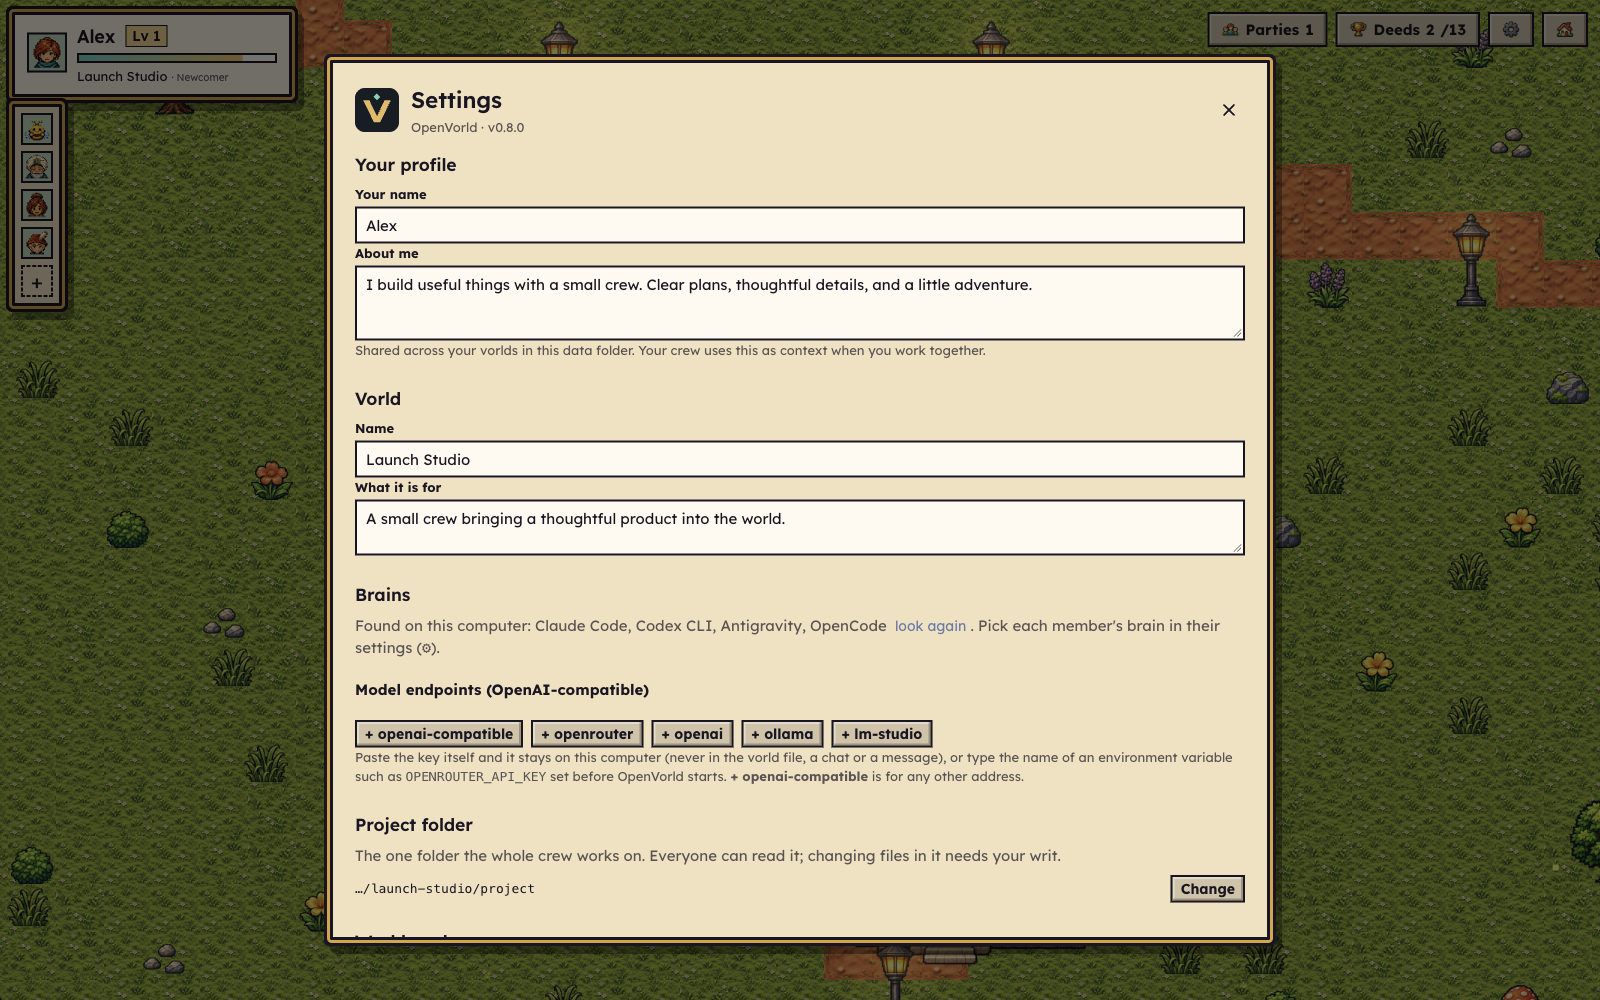 Alex Lv 1
Launch Studio · Newcomer
Parties 1
Deeds 2 /13
Settings
OpenVorld · v0.8.0
Your profile
Your name
Alex
About me
I build useful things with a small crew. Clear plans, thoughtful details, and a little adventure.
Shared across your vorlds in this data folder. Your crew uses this as context when you work together.
Vorld
Name
Launch Studio
What it is for
A small crew bringing a thoughtful product into the world.
Brains
Found on this computer: Claude Code, Codex CLI, Antigravity, OpenCode look again . Pick each member's brain in their
settings (⚙).
Model endpoints (OpenAI-compatible)
+ openai-compatible + openrouter + openai + ollama + lm-studio
Paste the key itself and it stays on this computer (never in the vorld file, a chat or a message), or type the name of an environment variable
such as OPENROUTER_API_KEY set before OpenVorld starts. + openai-compatible is for any other address.
Project folder
The one folder the whole crew works on. Everyone can read it; changing files in it needs your writ.
…/launch-studio/project
Change